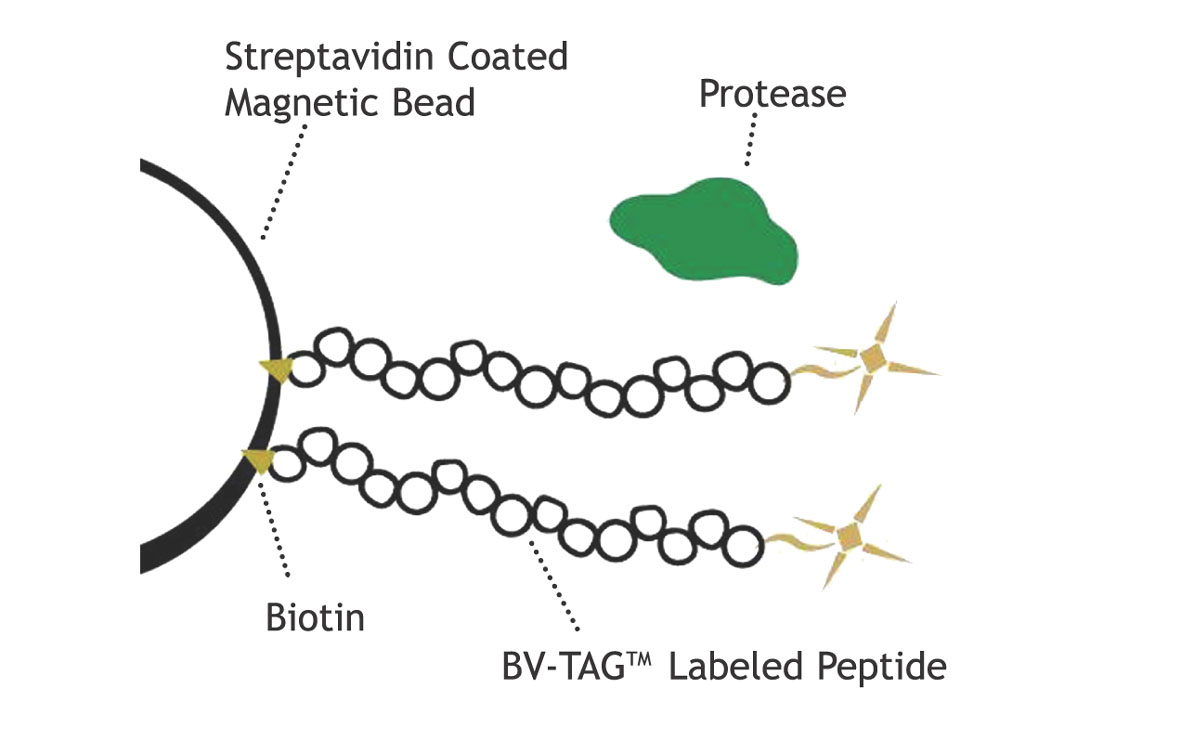 Streptavidin Coated
Magnetic Bead
Protease
Biotin
BV-TAG™ Labeled Peptide